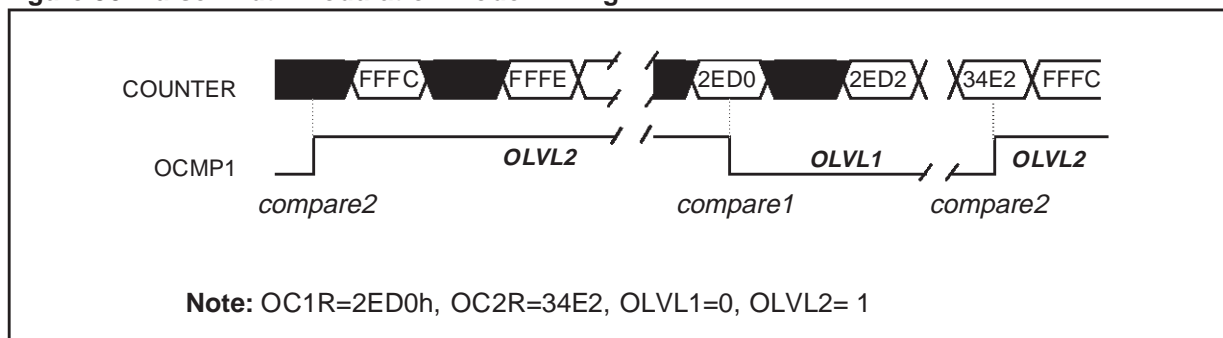 COUNTER FFFC FFFE 2ED0 2ED2 34E2 FFFC
OCMP1 OLVL2 OLVL1 OLVL2
compare2 compare1 compare2
Note: OC1R=2ED0h, OC2R=34E2, OLVL1=0, OLVL2= 1